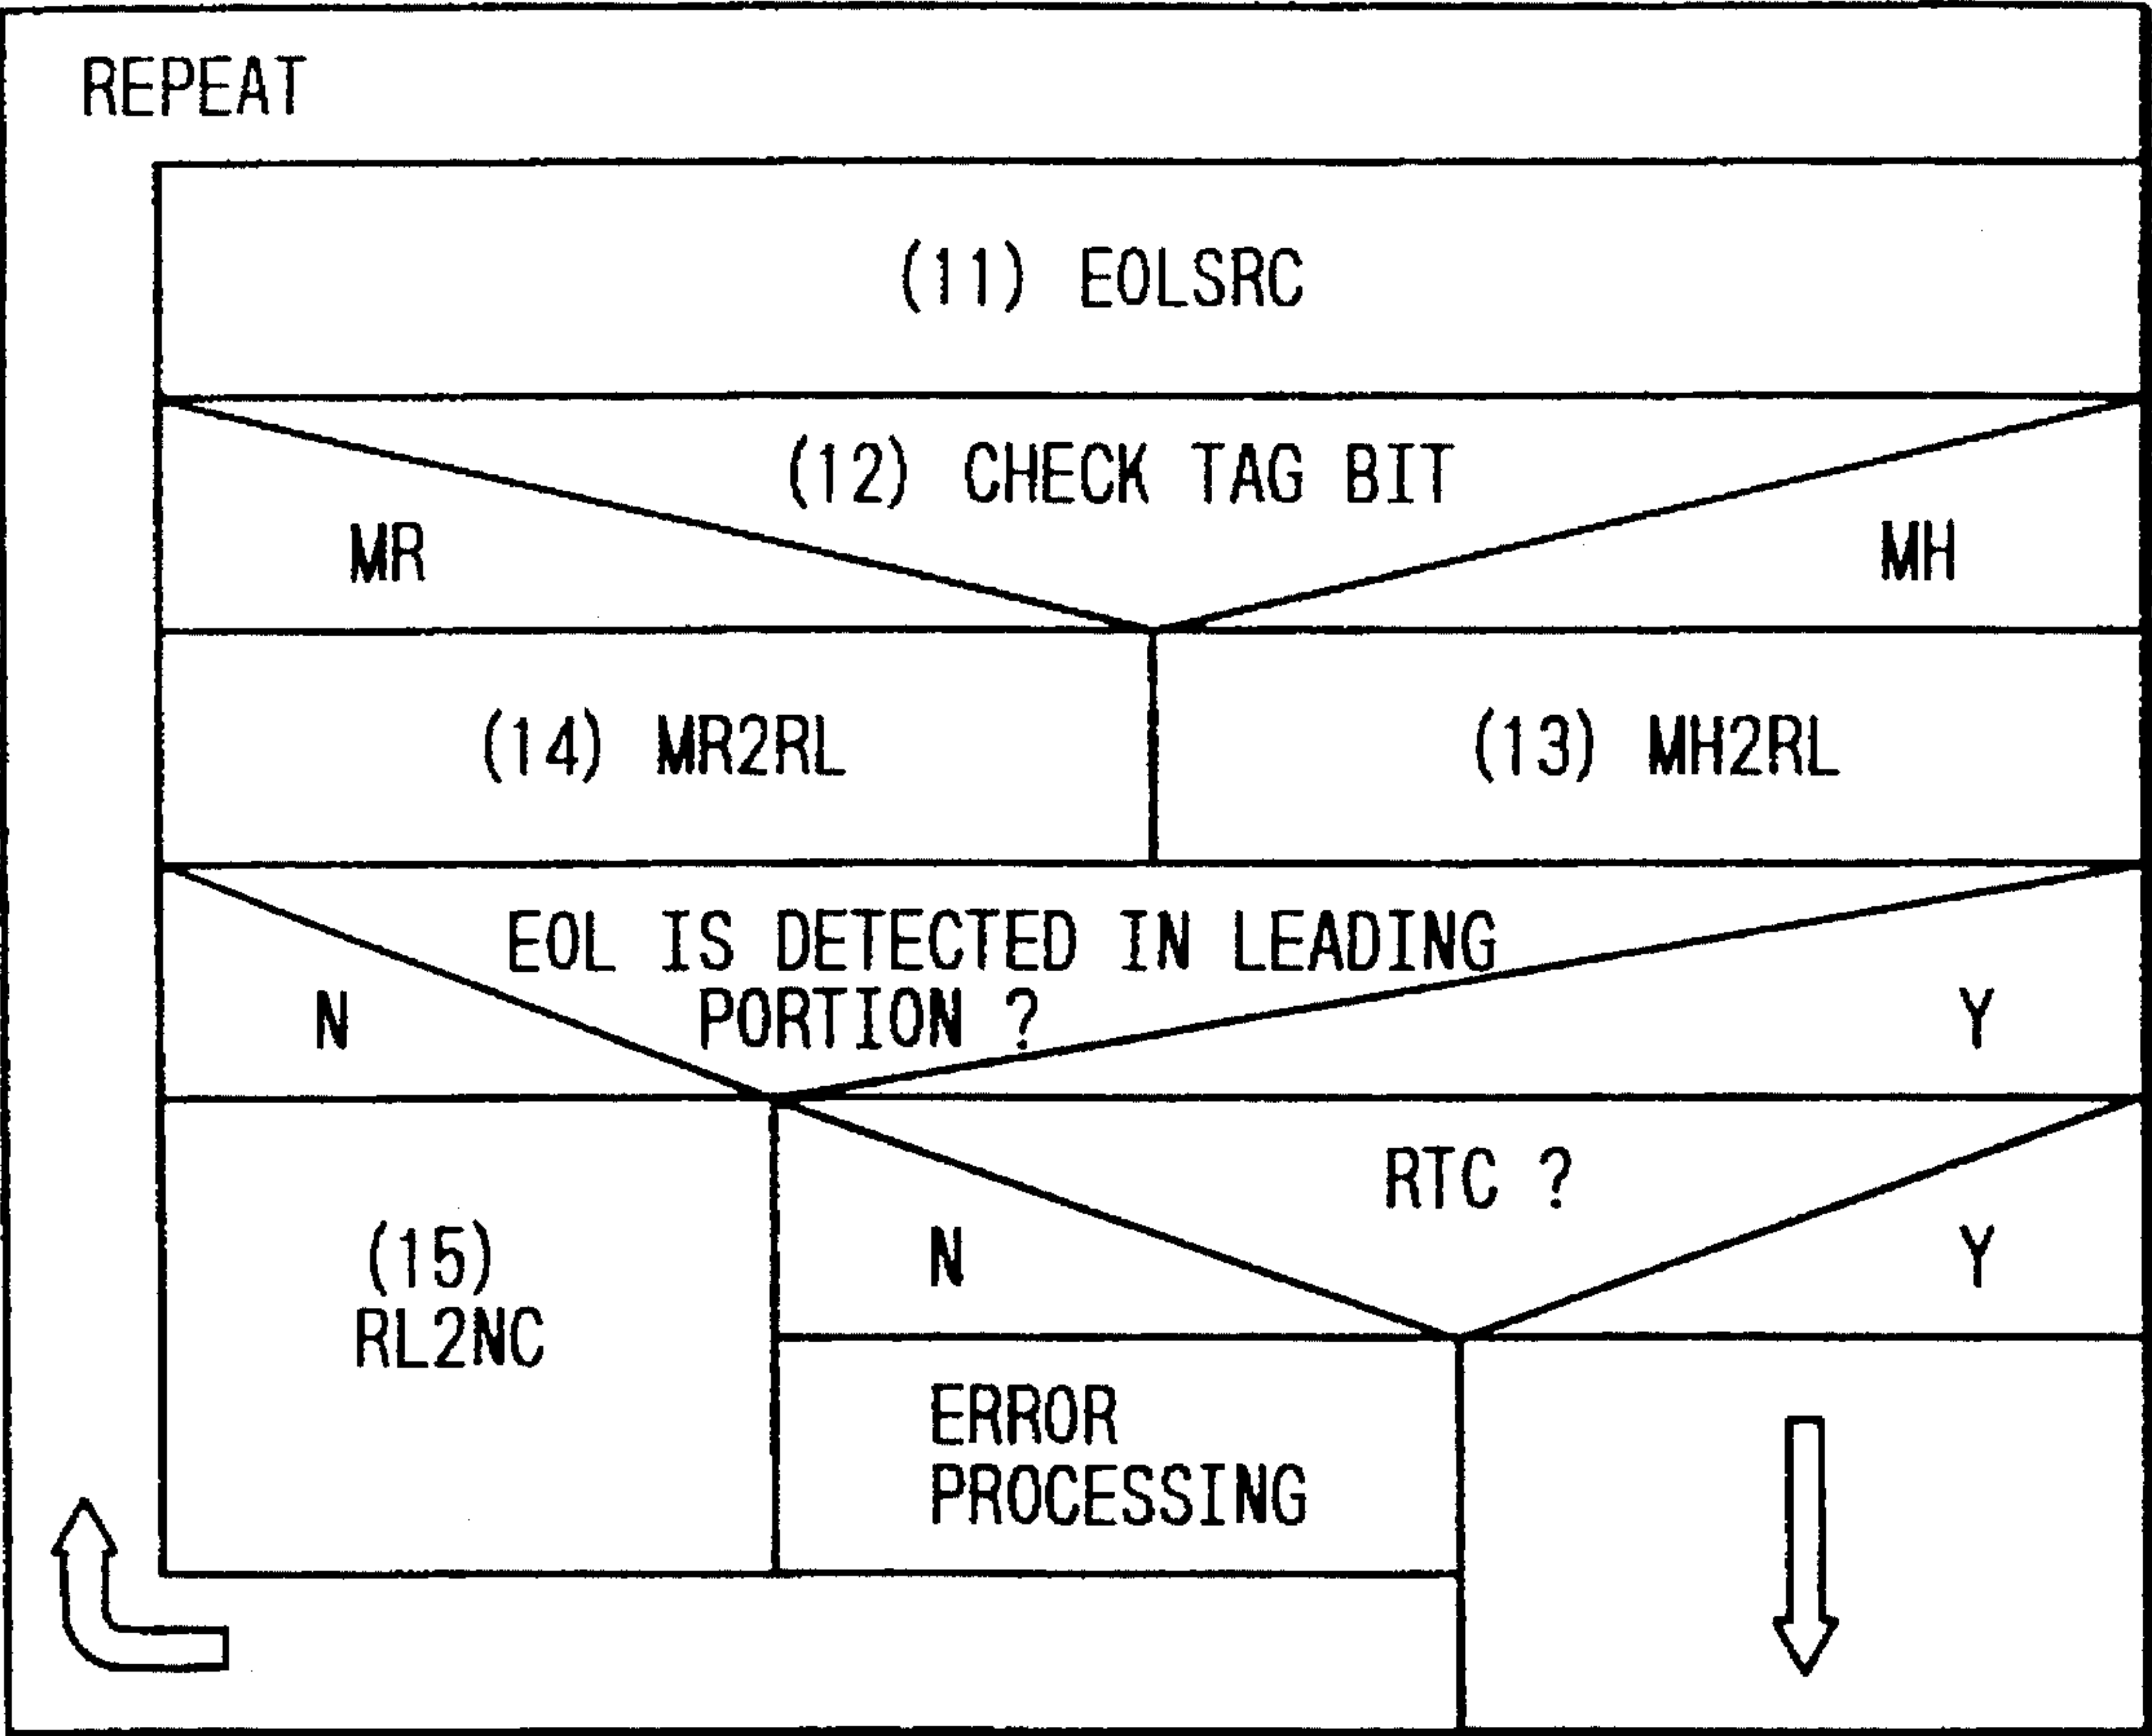 REPEAT
(11) EOLSRC
(12) CHECK TAG BIT
MR
MH
(14) MR2RL
(13) MH2RL
EOL IS DETECTED IN LEADING
PORTION ?
N
Y
RTC ?
N
Y
(15)
RL2NC
ERROR
PROCESSING